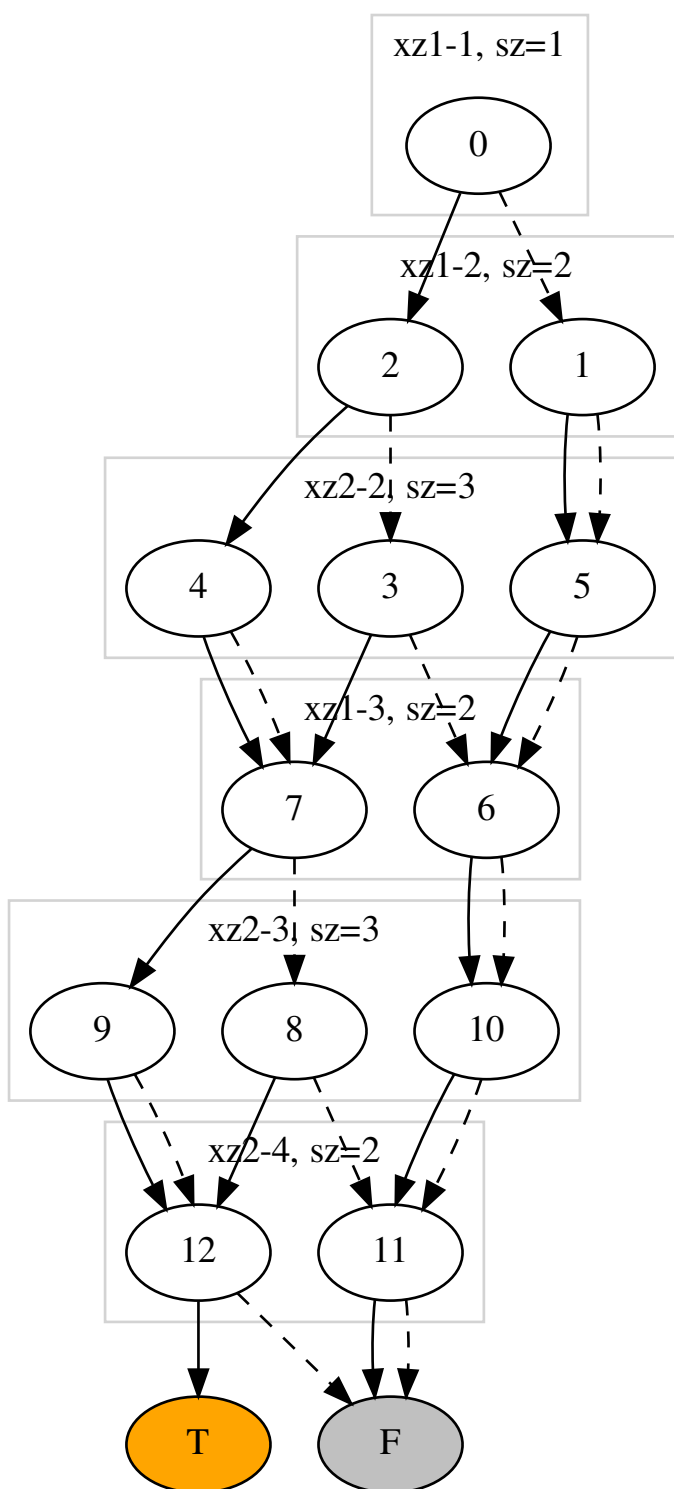 xz1-1, sz=1
0
xz1-2, sz=2
2 1
xz2-2, sz=3
4 3 5
xz1-3, sz=2
7 6
xz2-3, sz=3
9 8 10
xz2-4, sz=2
12 11
T F